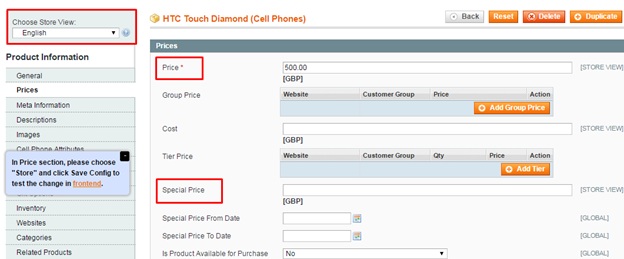 Choose Store View:
English
Product Information
General
Prices
Meta Information
Descriptions
Images
Cell Phone Attributes
In Price section, please choose
"Store" and click Save Config to
test the change in frontend.
Inventory
Websites
Categories
Related Products
HTC Touch Diamond (Cell Phones)
Back Reset Delete Duplicate
Prices
Price * 500.00 [STORE VIEW]
[GBP]
Group Price Website Customer Group Price Action
Add Group Price
Cost
[GBP]
Tier Price Website Customer Group Qty Price Action
Add Tier
Special Price [STORE VIEW]
[GBP]
Special Price From Date [GLOBAL]
Special Price To Date [GLOBAL]
Is Product Available for Purchase No [GLOBAL]